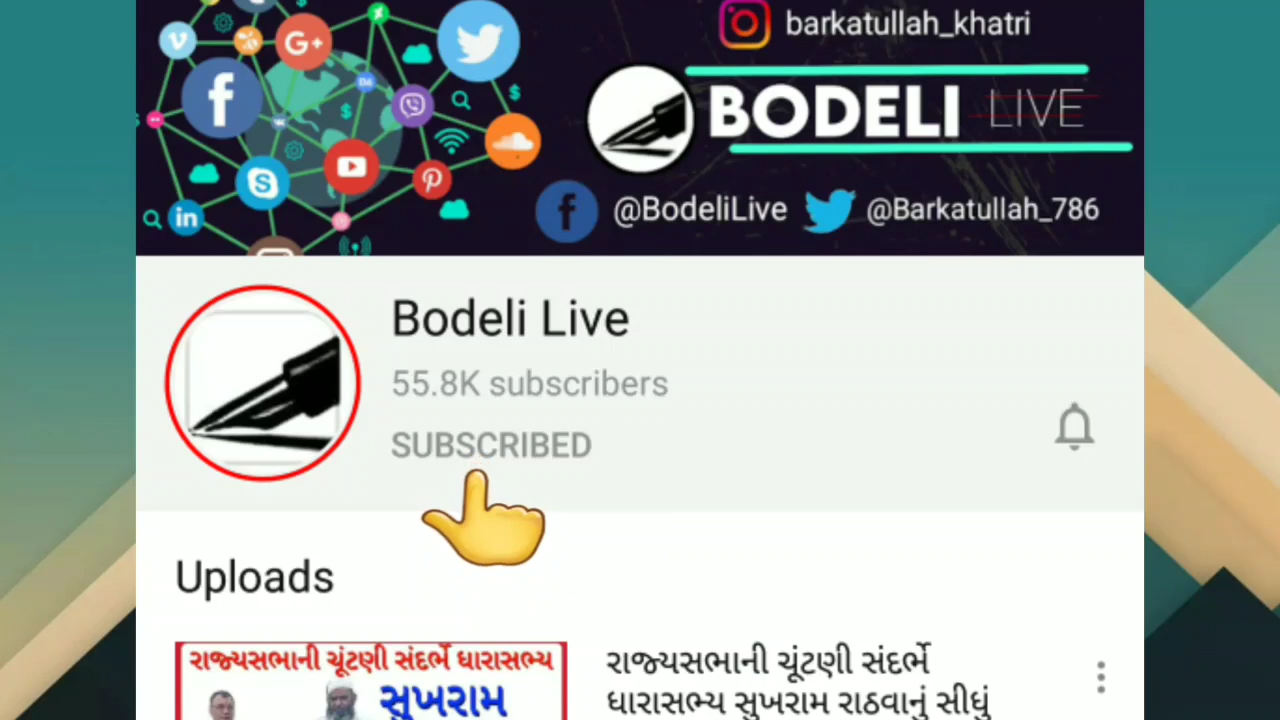 barkatullah_khatri
BODELI LIVE
@BodeliLive @Barkatullah_786
Bodeli Live
55.8K subscribers
SUBSCRIBED
Uploads
રાજ્યસભાની ચૂંટણી સંદર્ભે ધારાસભ્ય
સુખરામ
રાજ્યસભાની ચૂંટણી સંદર્ભે
ધારાસભ્ય સુખરામ રાઠવાનું સીધું